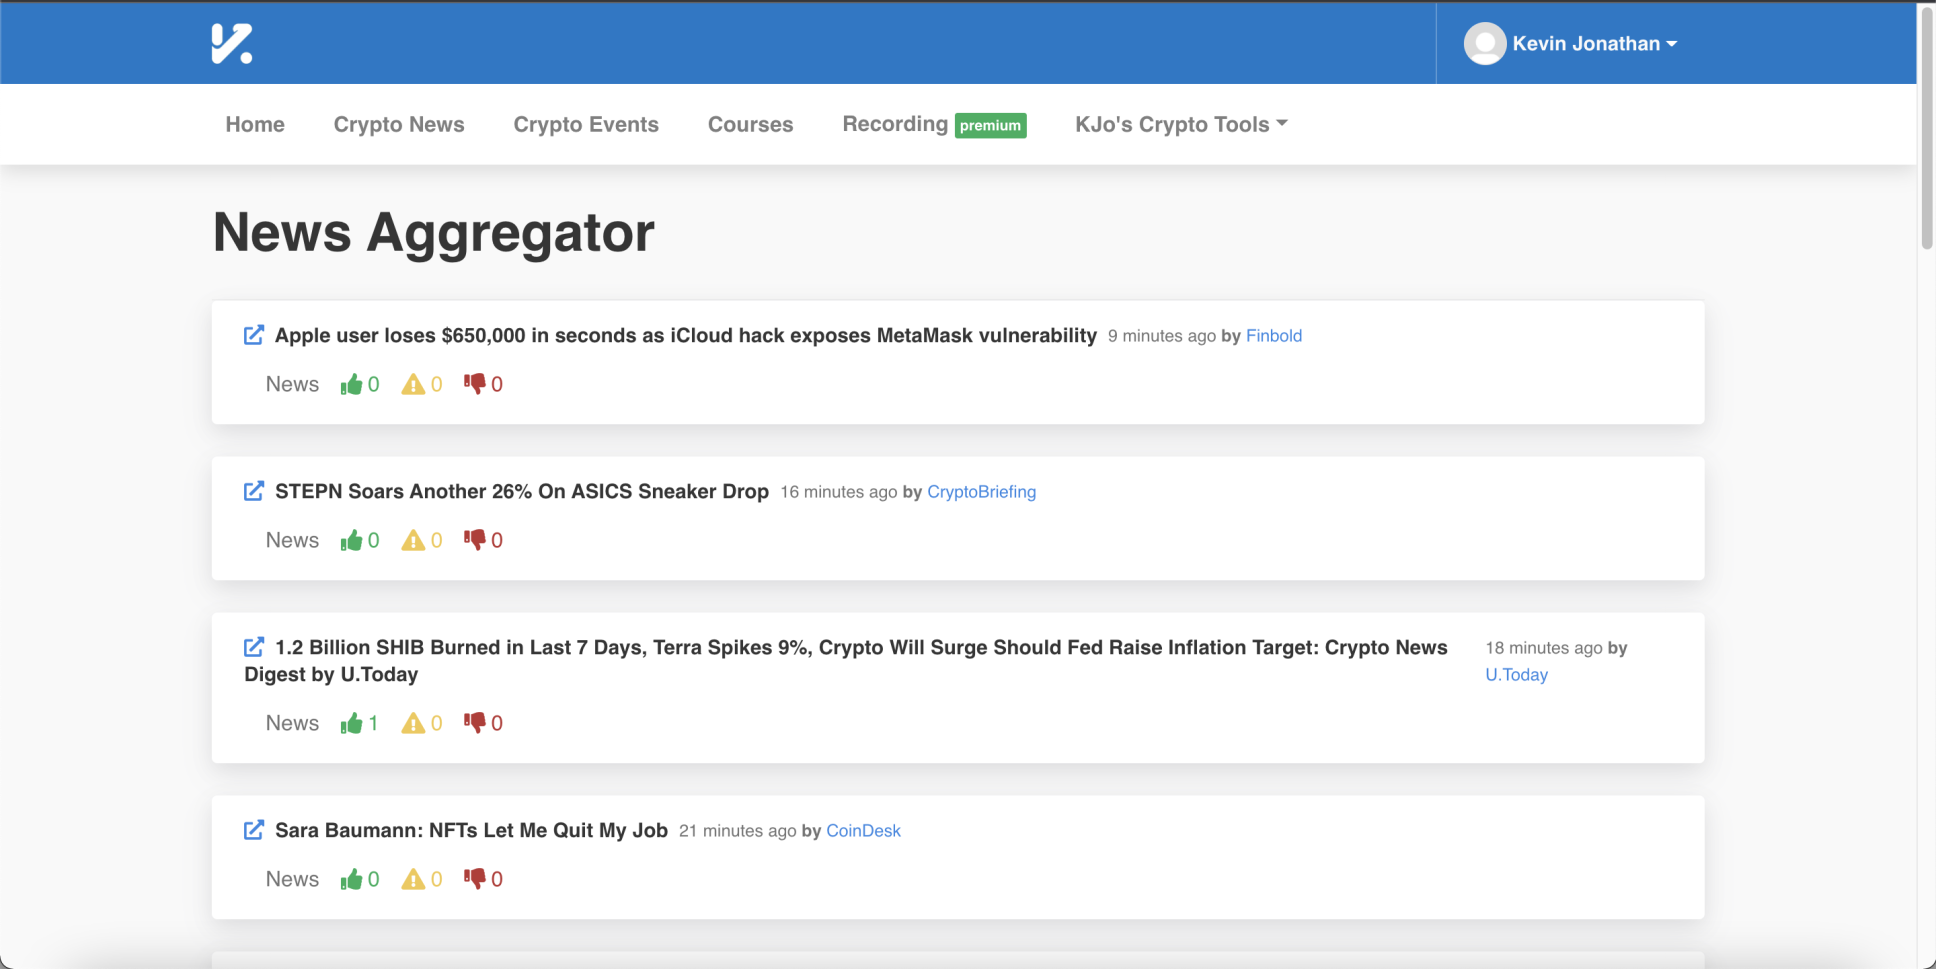 Kevin Jonathan
Home Crypto News Crypto Events Courses Recording premium KJo's Crypto Tools
News Aggregator
Apple user loses $650,000 in seconds as iCloud hack exposes MetaMask vulnerability 9 minutes ago by Finbold
News 0 0 0
STEPN Soars Another 26% On ASICS Sneaker Drop 16 minutes ago by CryptoBriefing
News 0 0 0
1.2 Billion SHIB Burned in Last 7 Days, Terra Spikes 9%, Crypto Will Surge Should Fed Raise Inflation Target: Crypto News 18 minutes ago by
Digest by U.Today U.Today
News 1 0 0
Sara Baumann: NFTs Let Me Quit My Job 21 minutes ago by CoinDesk
News 0 0 0